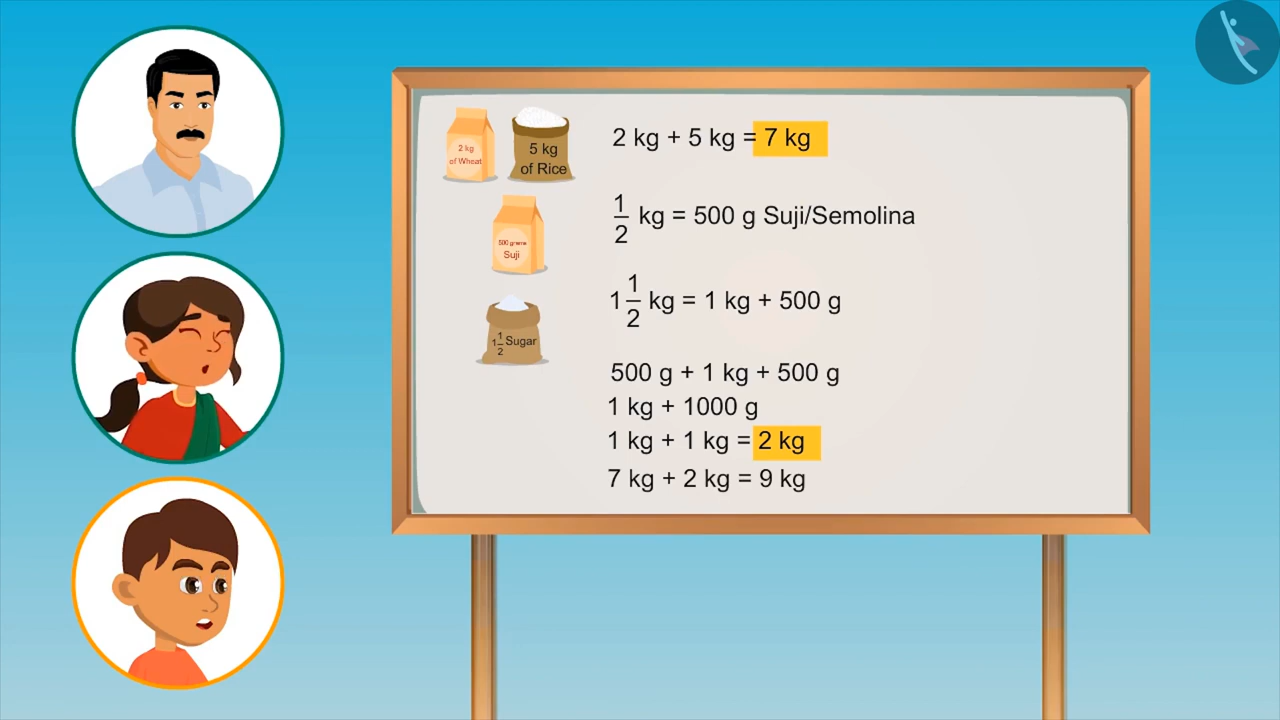 2 kg
of Wheat
5 kg
of Rice
2 kg + 5 kg = 7 kg
500 grams
Suji
1/2 kg = 500 g Suji/Semolina
1 1/2 Sugar
1 1/2 kg = 1 kg + 500 g
500 g + 1 kg + 500 g
1 kg + 1000 g
1 kg + 1 kg = 2 kg
7 kg + 2 kg = 9 kg